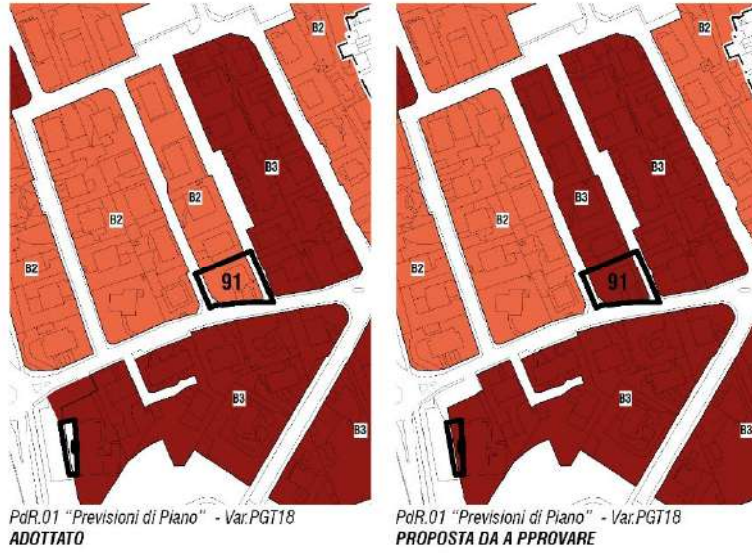 B2
B3
B2
B2
B2
91
B3
B3
PdR.01 "Previsioni di Piano" - Var.PGT18
ADOTTATO
B2
B3
B3
B2
B2
91
B3
B3
PdR.01 "Previsioni di Piano" - Var.PGT18
PROPOSTA DA A PPROVARE